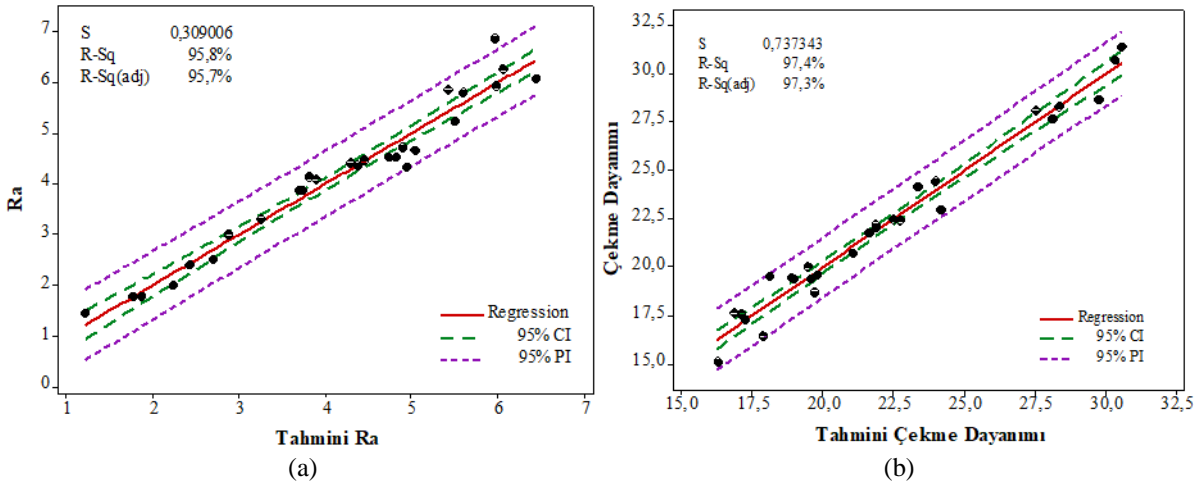 S 0,309006
R-Sq 95,8%
R-Sq(adj) 95,7%
7
6
5
4
3
2
1
0
Ra
Regression
95% CI
95% PI
1 2 3 4 5 6 7
Tahmini Ra
(a)
S 0,737343
R-Sq 97,4%
R-Sq(adj) 97,3%
32,5
30,0
27,5
25,0
22,5
20,0
17,5
15,0
Çekme Dayanımı
Regression
95% CI
95% PI
15,0 17,5 20,0 22,5 25,0 27,5 30,0 32,5
Tahmini Çekme Dayanımı
(b)